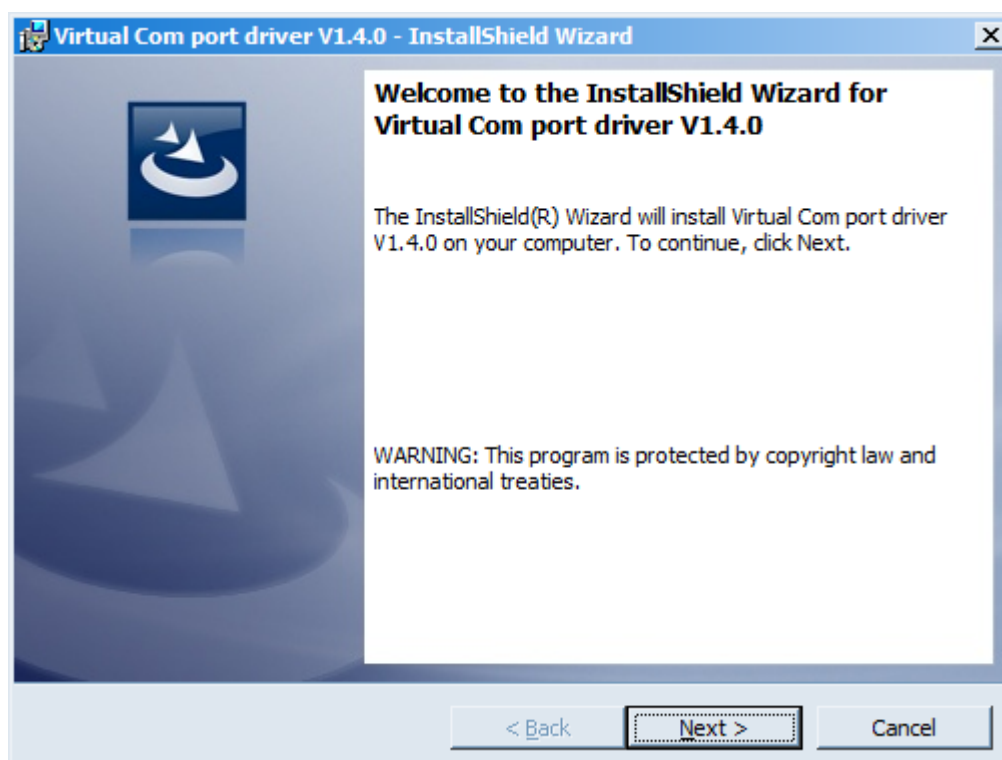 Virtual Com port driver V1.4.0 - InstallShield Wizard
Welcome to the InstallShield Wizard for
Virtual Com port driver V1.4.0
The InstallShield(R) Wizard will install Virtual Com port driver
V1.4.0 on your computer. To continue, click Next.
WARNING: This program is protected by copyright law and
international treaties.
< Back Next > Cancel